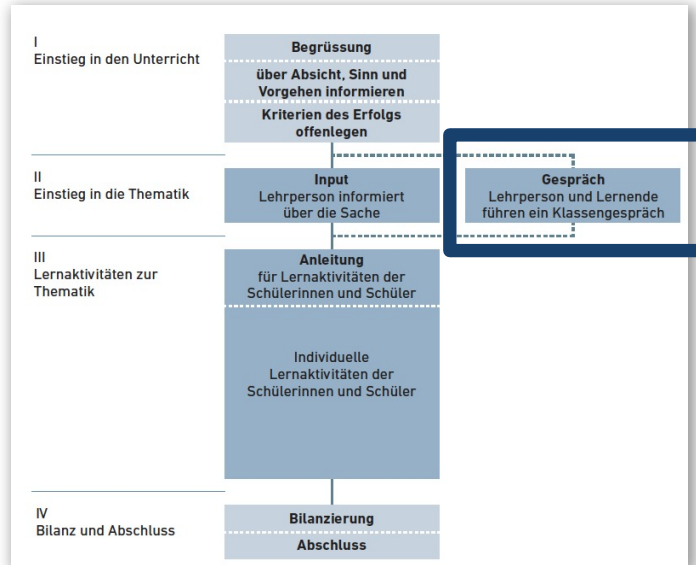 I
Einstieg in den Unterricht
Begrüssung
über Absicht, Sinn und
Vorgehen informieren
Kriterien des Erfolgs
offenlegen
II
Einstieg in die Thematik
Input
Lehrperson informiert
über die Sache
Gespräch
Lehrperson und Lernende
führen ein Klassengespräch
III
Lernaktivitäten zur
Thematik
Anleitung
für Lernaktivitäten der
Schülerinnen und Schüler
Individuelle
Lernaktivitäten der
Schülerinnen und Schüler
IV
Bilanz und Abschluss
Bilanzierung
Abschluss